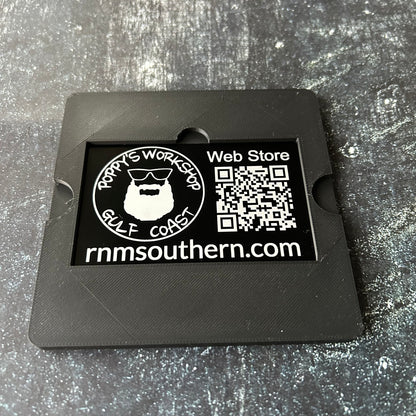 POPPY'S WORKSHOP
GULF COAST
Web Store
rnmsouthern.com